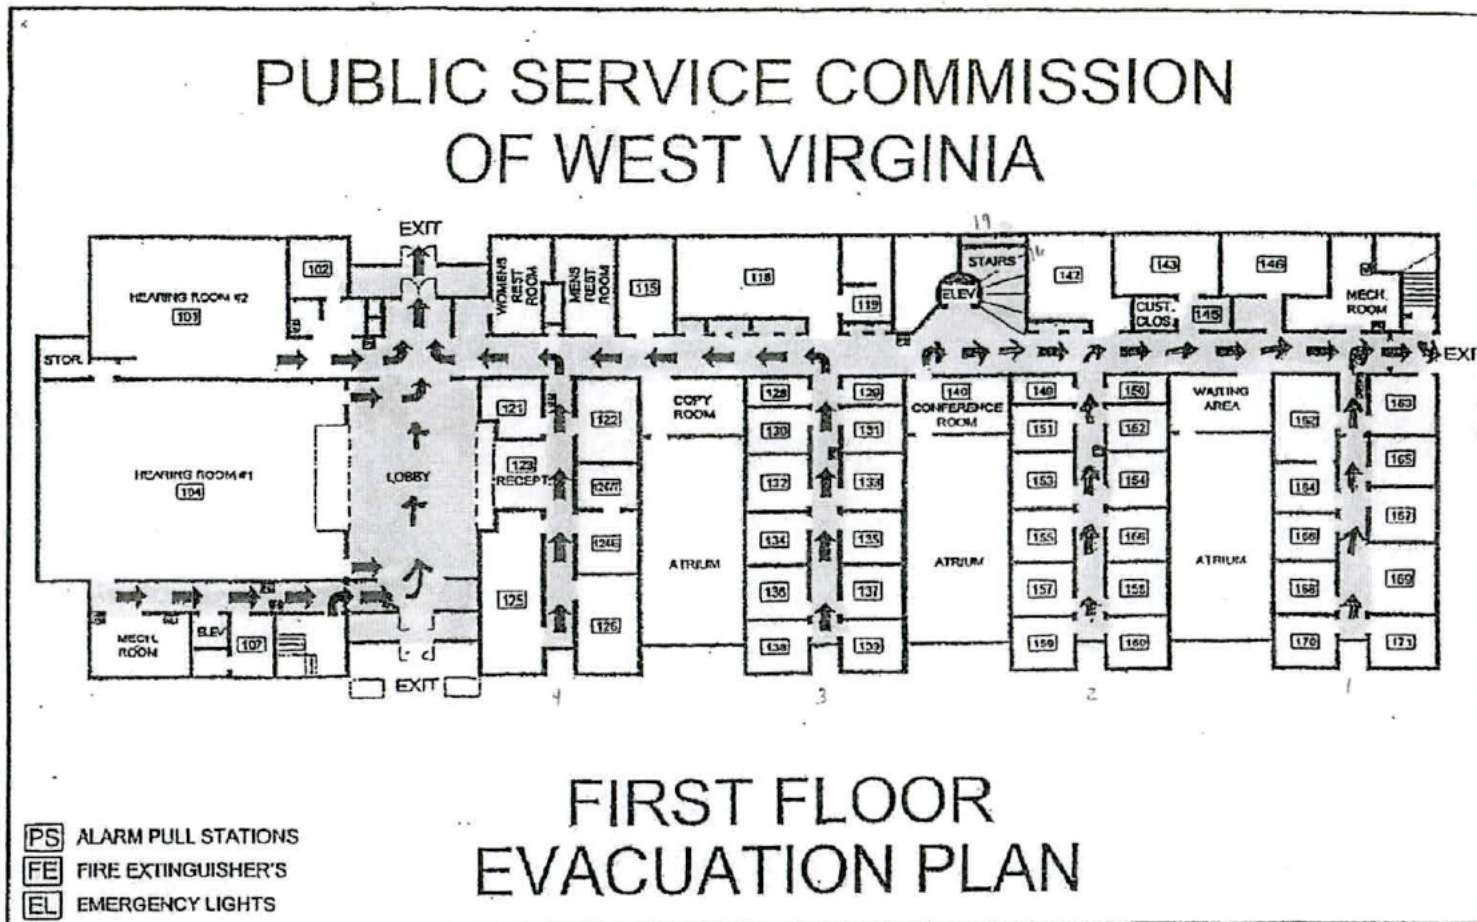 PUBLIC SERVICE COMMISSION
OF WEST VIRGINIA
EXIT
19
102
WOMENS
REST
ROOM
MENS
REST
ROOM
115
118
119
STAIRS
ELEV
142
143
146
HEARING ROOM #2
101
CUST.
CLOS.
145
MECH.
ROOM
STOR.
EXIT
121
122
COPY
ROOM
128
129
140
CONFERENCE
ROOM
149
150
WAITING
AREA
162
163
130
131
151
152
HEARING ROOM #1
104
LOBBY
123
RECEPT.
132
133
153
154
164
165
167
134
135
155
156
166
ATRIUM
ATRIUM
ATRIUM
125
126
136
137
157
158
168
169
MECH.
ROOM
ELEV
107
138
139
159
160
170
171
EXIT
4
3
2
1
FIRST FLOOR
EVACUATION PLAN
PS ALARM PULL STATIONS
FE FIRE EXTINGUISHER'S
EL EMERGENCY LIGHTS